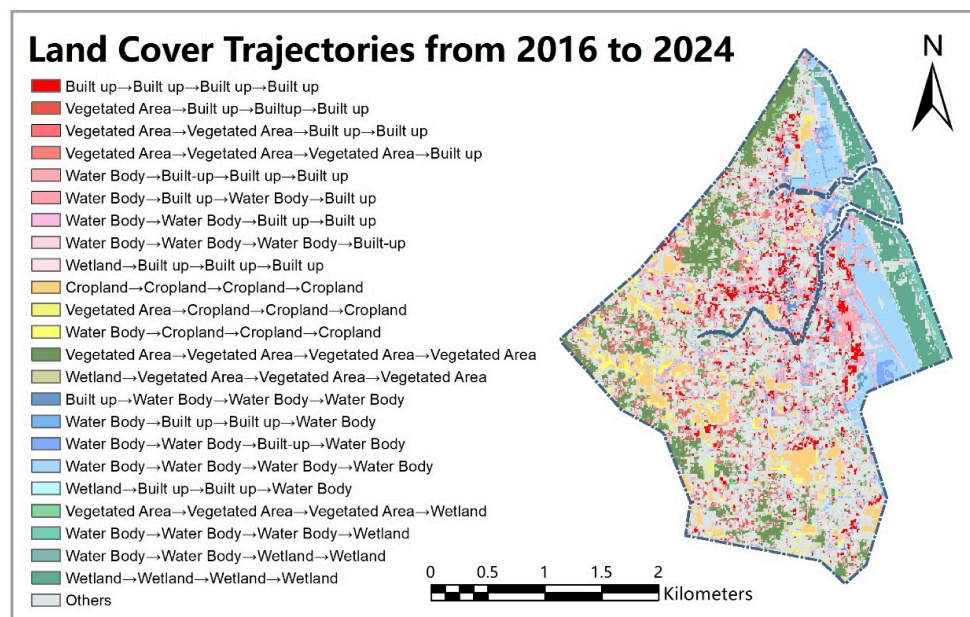 Land Cover Trajectories from 2016 to 2024
N
Built up→Built up→Built up→Built up
Vegetated Area→Built up→Builtup→Built up
Vegetated Area→Vegetated Area→Built up→Built up
Vegetated Area→Vegetated Area→Vegetated Area→Built up
Water Body→Built-up→Built up→Built up
Water Body→Built up→Water Body→Built up
Water Body→Water Body→Built up→Built up
Water Body→Water Body→Water Body→Built-up
Wetland→Built up→Built up→Built up
Cropland→Cropland→Cropland→Cropland
Vegetated Area→Cropland→Cropland→Cropland
Water Body→Cropland→Cropland→Cropland
Vegetated Area→Vegetated Area→Vegetated Area→Vegetated Area
Wetland→Vegetated Area→Vegetated Area→Vegetated Area
Built up→Water Body→Water Body→Water Body
Water Body→Built up→Built up→Water Body
Water Body→Water Body→Built-up→Water Body
Water Body→Water Body→Water Body→Water Body
Wetland→Built up→Built up→Water Body
Vegetated Area→Vegetated Area→Vegetated Area→Wetland
Water Body→Water Body→Water Body→Wetland
Water Body→Water Body→Wetland→Wetland
Wetland→Wetland→Wetland→Wetland
Others
0 0.5 1 1.5 2
Kilometers